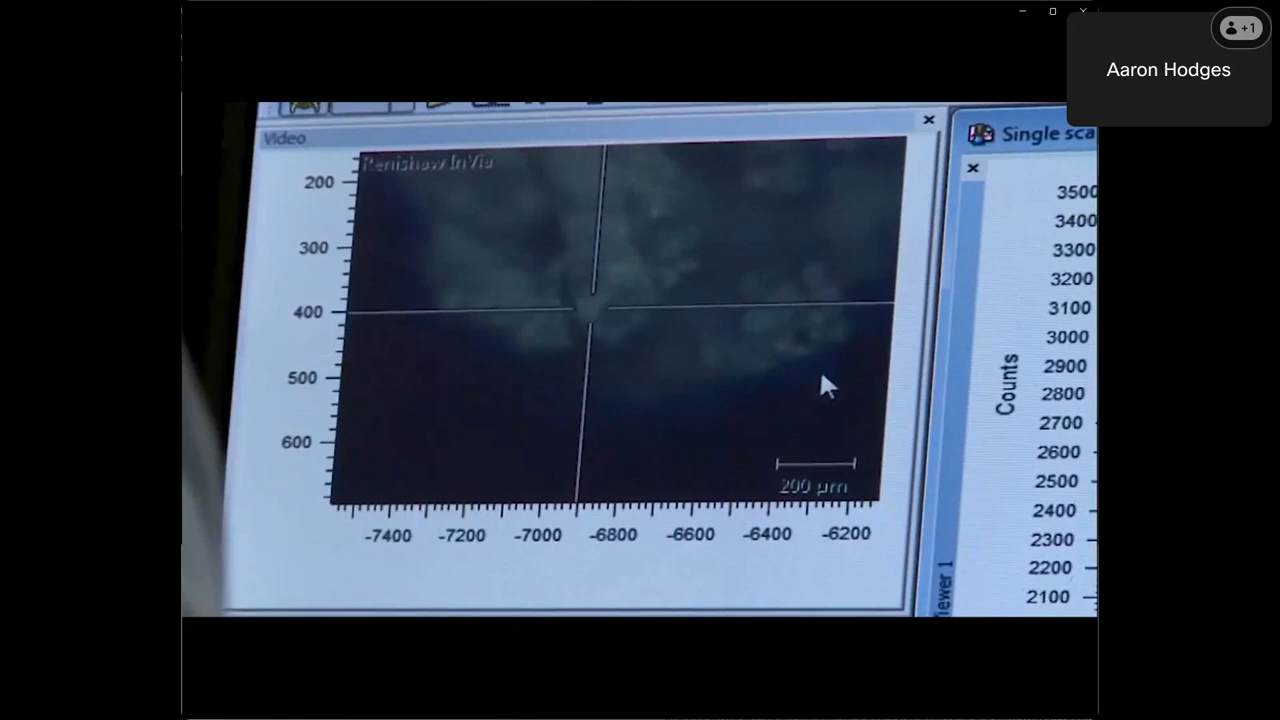 +1
Aaron Hodges
Video
Single sca
Renishaw InVia
200
300
400
500
600
200 µm
-7400 -7200 -7000 -6800 -6600 -6400 -6200
Counts
3500
3400
3300
3200
3100
3000
2900
2800
2700
2600
2500
2400
2300
2200
2100
iewer 1